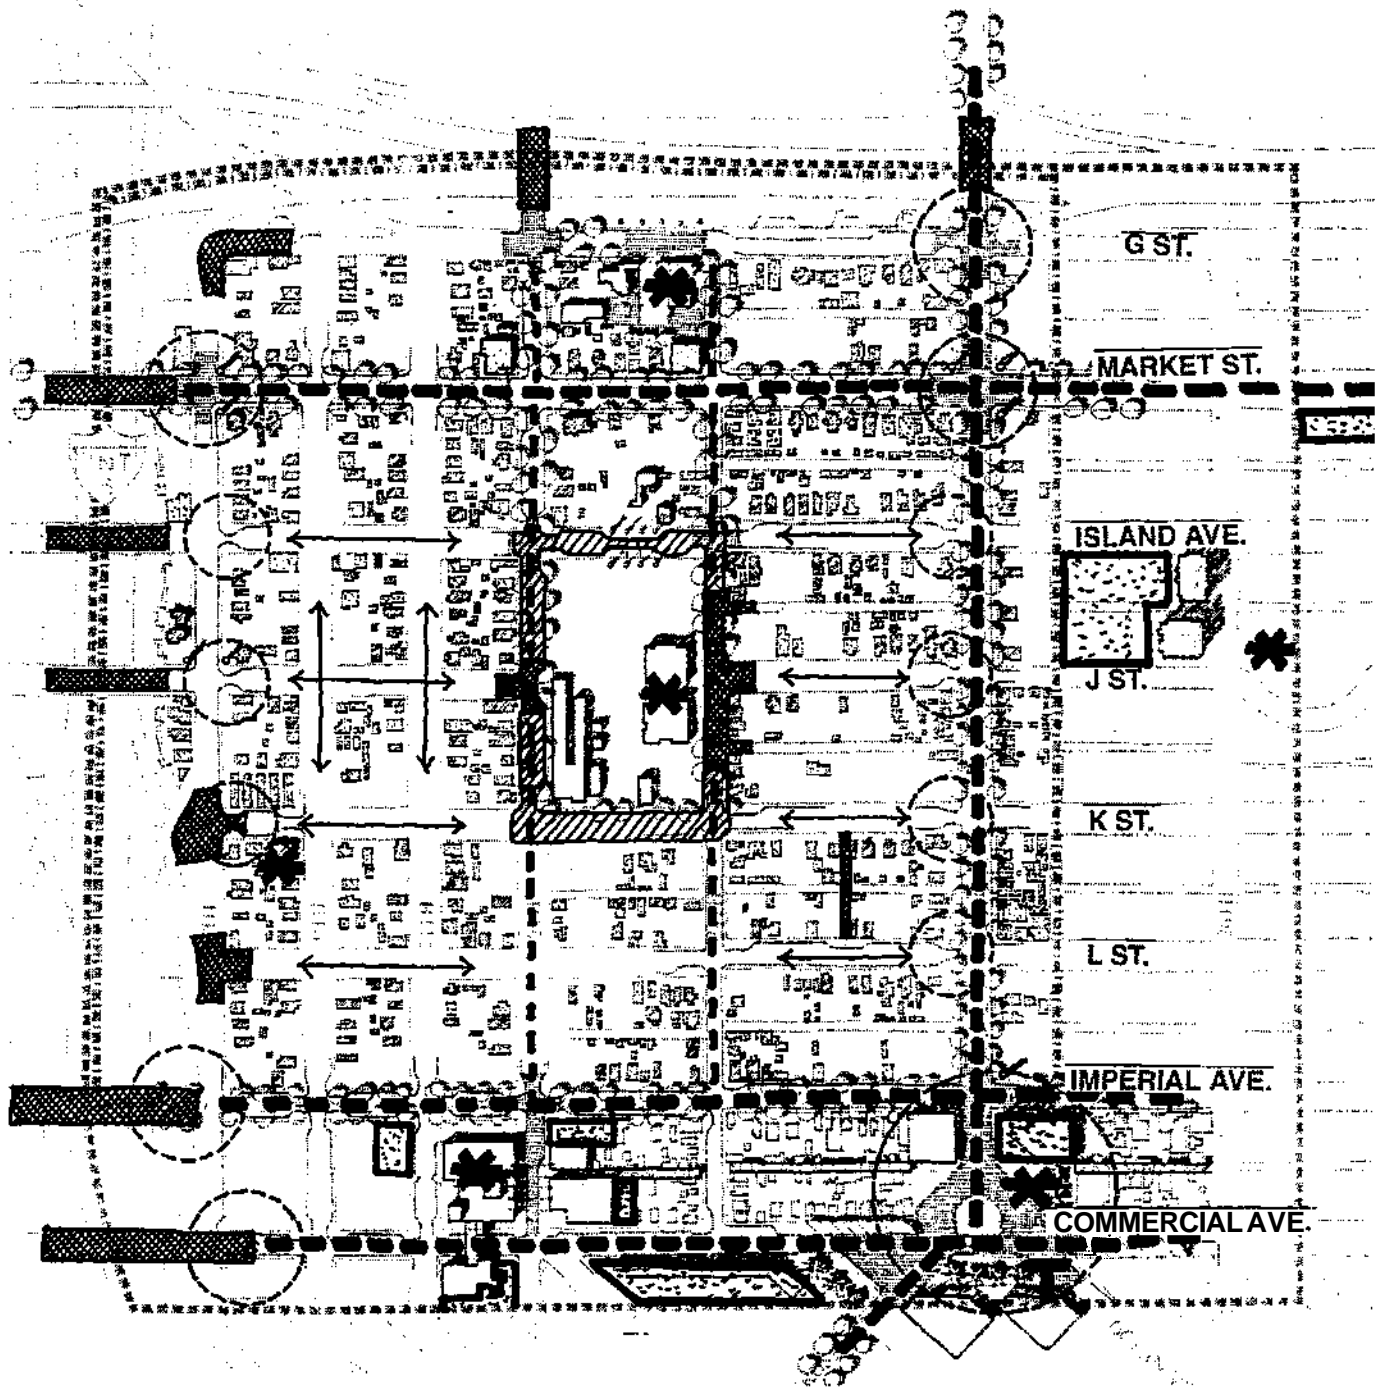 G ST.
MARKET ST.
ISLAND AVE.
J ST.
K ST.
L ST.
IMPERIAL AVE.
COMMERCIAL AVE.